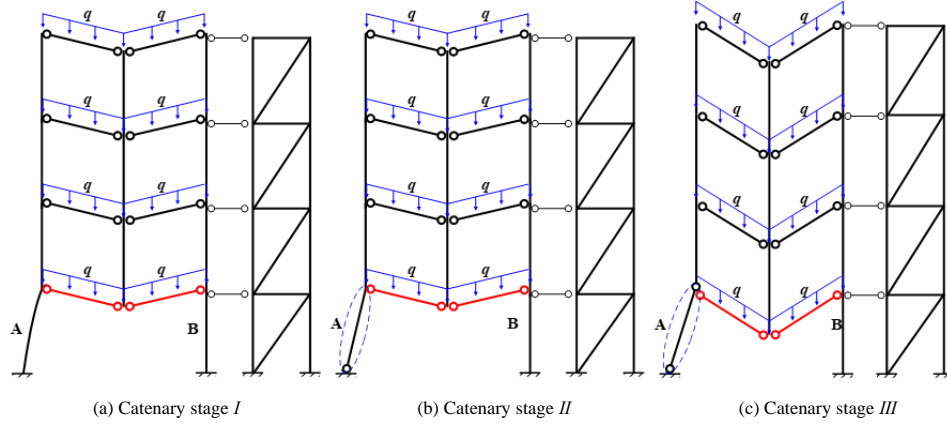 q q q q q q
q q q q q q
q q q q q q
q q q q q q
A B A B A B
(a) Catenary stage I (b) Catenary stage II (c) Catenary stage III